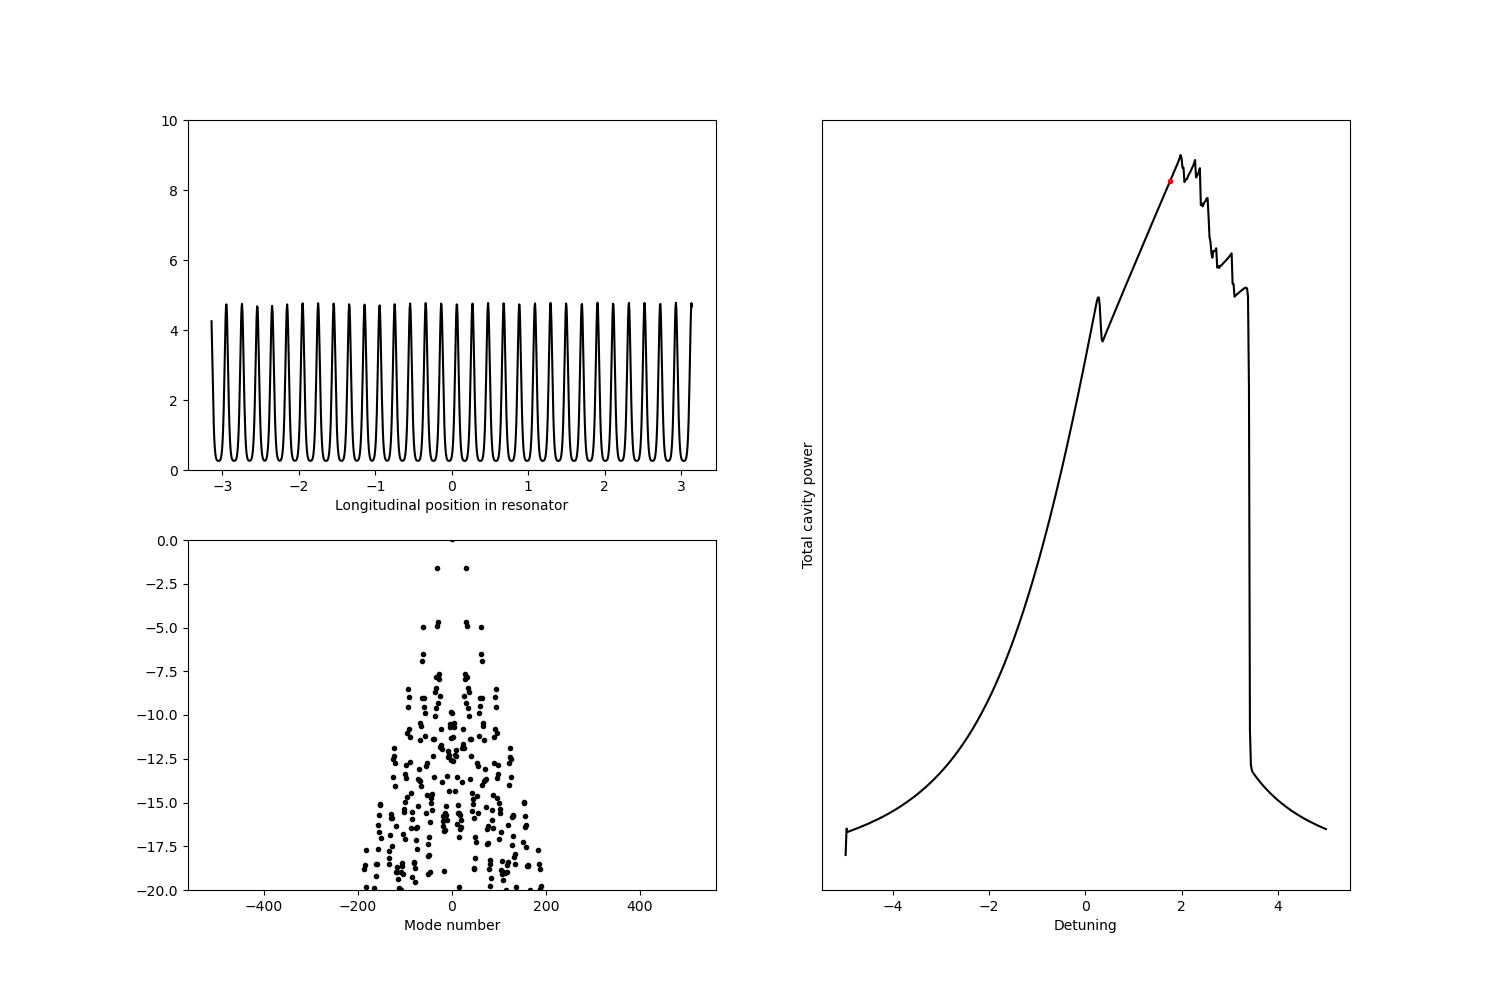 10
8
6
4
2
0
−3 −2 −1 0 1 2 3
Longitudinal position in resonator
0.0
−2.5
−5.0
−7.5
−10.0
−12.5
−15.0
−17.5
−20.0
−400 −200 0 200 400
Mode number
Total cavity power
−4 −2 0 2 4
Detuning